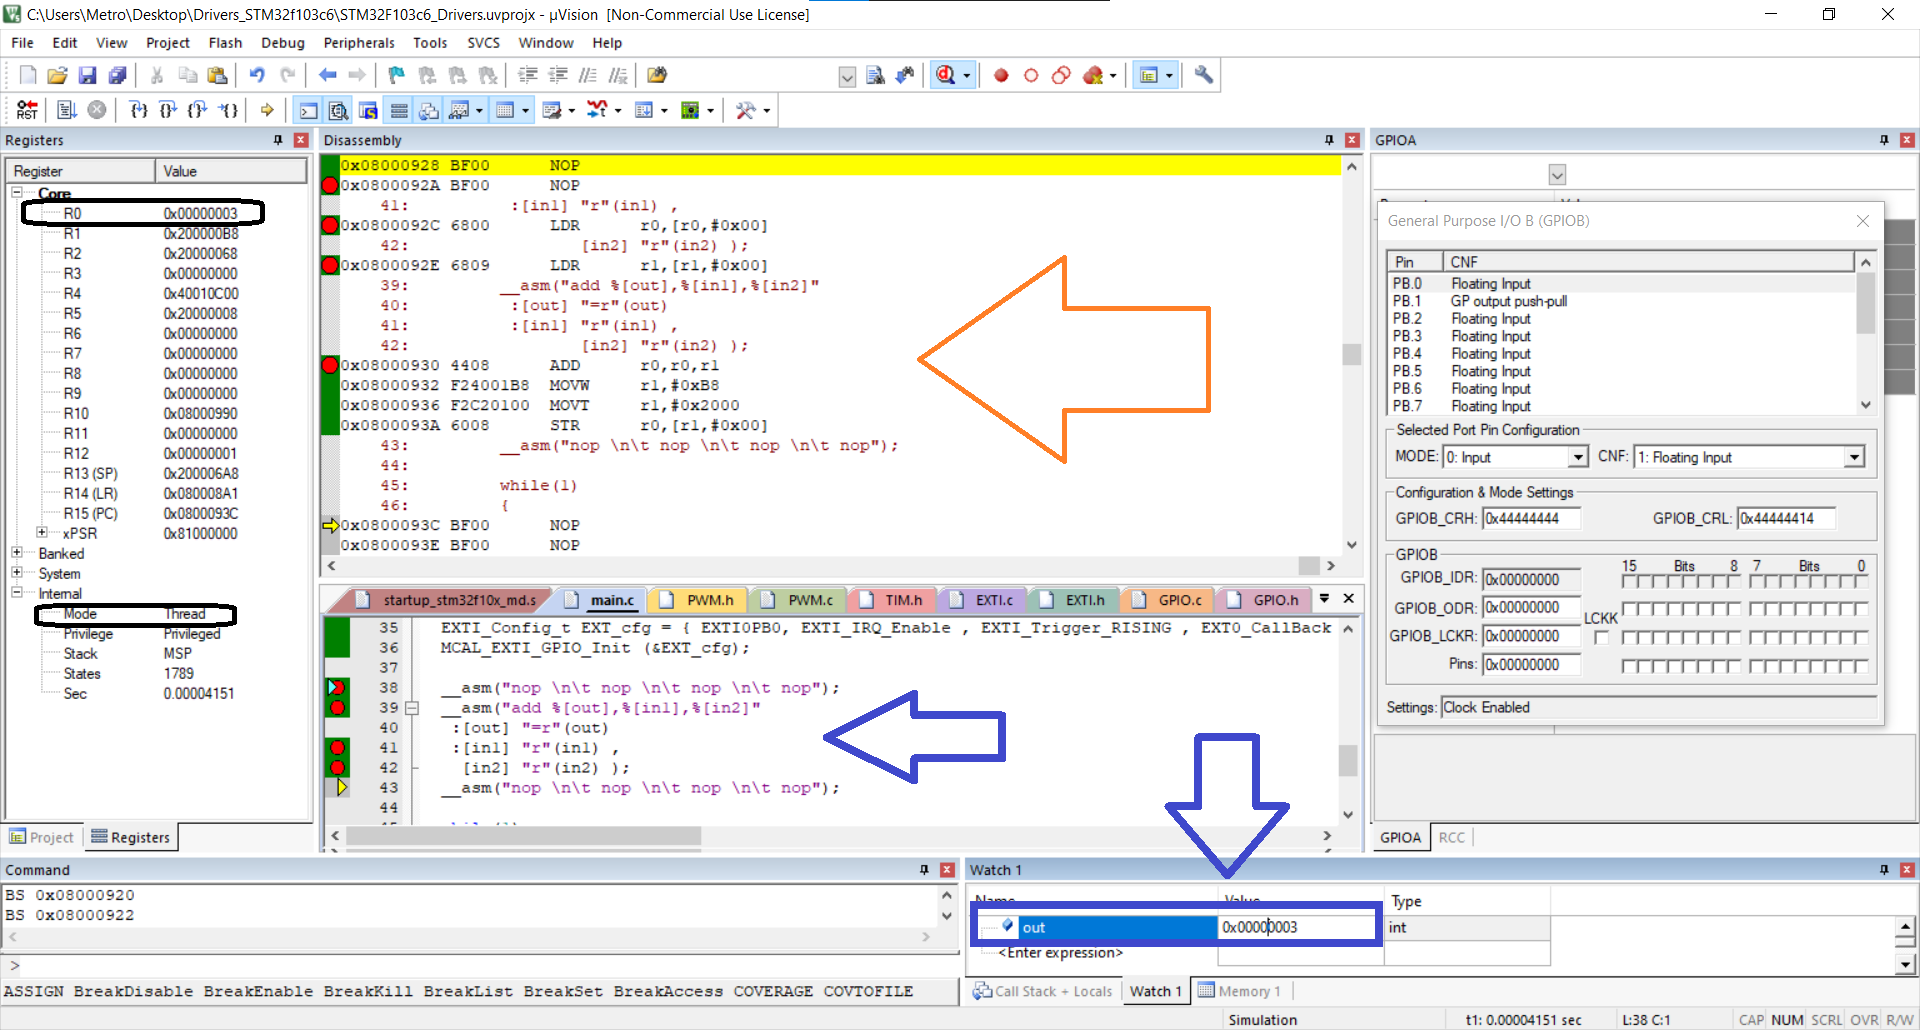 C:\Users\Metro\Desktop\Drivers_STM32f103c6\STM32F103c6_Drivers.uvprojx - µVision  [Non-Commercial Use License]
File Edit View Project Flash Debug Peripherals Tools SVCS Window Help
Registers
Register Value
Core
R0 0x00000003
R1 0x200000B8
R2 0x20000068
R3 0x00000000
R4 0x40010C00
R5 0x20000008
R6 0x00000000
R7 0x00000000
R8 0x00000000
R9 0x00000000
R10 0x08000990
R11 0x00000000
R12 0x00000001
R13 (SP) 0x200006A8
R14 (LR) 0x080008A1
R15 (PC) 0x0800093C
xPSR 0x81000000
Banked
System
Internal
Mode Thread
Privilege Privileged
Stack MSP
States 1789
Sec 0.00004151
Project Registers
Disassembly
0x08000928 BF00 NOP
0x0800092A BF00 NOP
41: :[in1] "r"(in1) ,
0x0800092C 6800 LDR r0,[r0,#0x00]
42: [in2] "r"(in2) );
0x0800092E 6809 LDR r1,[r1,#0x00]
39: __asm("add %[out],%[in1],%[in2]"
40: :[out] "=r"(out)
41: :[in1] "r"(in1) ,
42: [in2] "r"(in2) );
0x08000930 4408 ADD r0,r0,r1
0x08000932 F24001B8 MOVW r1,#0xB8
0x08000936 F2C20100 MOVT r1,#0x2000
0x0800093A 6008 STR r0,[r1,#0x00]
43: __asm("nop \n\t nop \n\t nop \n\t nop");
44:
45: while(1)
46: {
0x0800093C BF00 NOP
0x0800093E BF00 NOP
startup_stm32f10x_md.s main.c PWM.h PWM.c TIM.h EXTI.c EXTI.h GPIO.c GPIO.h
35 EXTI_Config_t EXT_cfg = { EXTI0PB0, EXTI_IRQ_Enable , EXTI_Trigger_RISING , EXT0_CallBack
36 MCAL_EXTI_GPIO_Init (&EXT_cfg);
37
38 __asm("nop \n\t nop \n\t nop \n\t nop");
39 __asm("add %[out],%[in1],%[in2]"
40 :[out] "=r"(out)
41 :[in1] "r"(in1) ,
42 [in2] "r"(in2) );
43 __asm("nop \n\t nop \n\t nop \n\t nop");
44
GPIOA
General Purpose I/O B (GPIOB)
Pin CNF
PB.0 Floating Input
PB.1 GP output push-pull
PB.2 Floating Input
PB.3 Floating Input
PB.4 Floating Input
PB.5 Floating Input
PB.6 Floating Input
PB.7 Floating Input
Selected Port Pin Configuration
MODE: 0: Input CNF: 1: Floating Input
Configuration & Mode Settings
GPIOB_CRH: 0x44444444 GPIOB_CRL: 0x44444414
GPIOB
15 Bits 8 7 Bits 0
GPIOB_IDR: 0x00000000
GPIOB_ODR: 0x00000000
LCKK
GPIOB_LCKR: 0x00000000
Pins: 0x00000000
Settings: Clock Enabled
GPIOA RCC
Command
BS 0x08000920
BS 0x08000922
>
ASSIGN BreakDisable BreakEnable BreakKill BreakList BreakSet BreakAccess COVERAGE COVTOFILE
Watch 1
Name Value Type
out 0x00000003 int
<Enter expression>
Call Stack + Locals Watch 1 Memory 1
Simulation t1: 0.00004151 sec L:38 C:1 CAP NUM SCRL OVR R/W